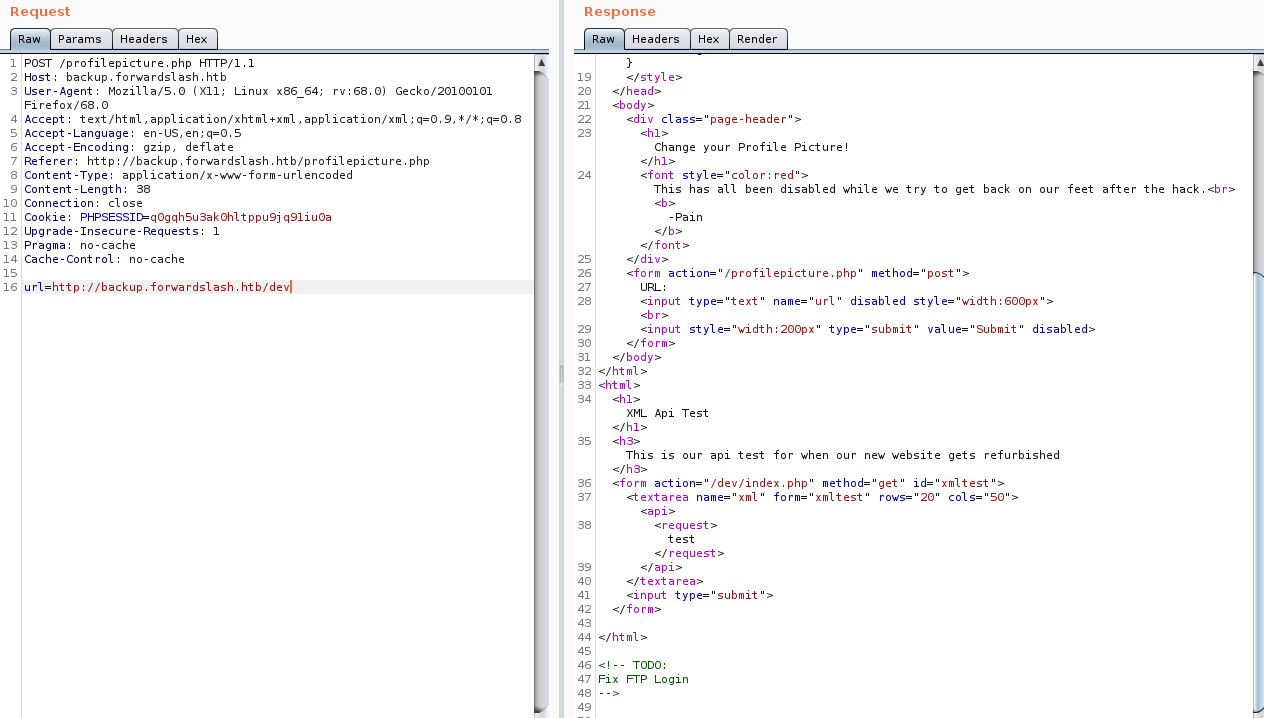 Request
Raw Params Headers Hex
1 POST /profilepicture.php HTTP/1.1
2 Host: backup.forwardslash.htb
3 User-Agent: Mozilla/5.0 (X11; Linux x86_64; rv:68.0) Gecko/20100101
Firefox/68.0
4 Accept: text/html,application/xhtml+xml,application/xml;q=0.9,*/*;q=0.8
5 Accept-Language: en-US,en;q=0.5
6 Accept-Encoding: gzip, deflate
7 Referer: http://backup.forwardslash.htb/profilepicture.php
8 Content-Type: application/x-www-form-urlencoded
9 Content-Length: 38
10 Connection: close
11 Cookie: PHPSESSID=q0gqh5u3ak0hltppu9jq91iu0a
12 Upgrade-Insecure-Requests: 1
13 Pragma: no-cache
14 Cache-Control: no-cache
15
16 url=http://backup.forwardslash.htb/dev
Response
Raw Headers Hex Render
}
19 </style>
20 </head>
21 <body>
22 <div class="page-header">
23 <h1>
Change your Profile Picture!
</h1>
24 <font style="color:red">
This has all been disabled while we try to get back on our feet after the hack.<br>
<b>
-Pain
</b>
</font>
25 </div>
26 <form action="/profilepicture.php" method="post">
27 URL:
28 <input type="text" name="url" disabled style="width:600px">
<br>
29 <input style="width:200px" type="submit" value="Submit" disabled>
30 </form>
31 </body>
32 </html>
33 <html>
34 <h1>
XML Api Test
</h1>
35 <h3>
This is our api test for when our new website gets refurbished
</h3>
36 <form action="/dev/index.php" method="get" id="xmltest">
37 <textarea name="xml" form="xmltest" rows="20" cols="50">
<api>
38 <request>
test
</request>
39 </api>
40 </textarea>
41 <input type="submit">
42 </form>
43
44 </html>
45
46 <!-- TODO:
47 Fix FTP Login
48 -->
49